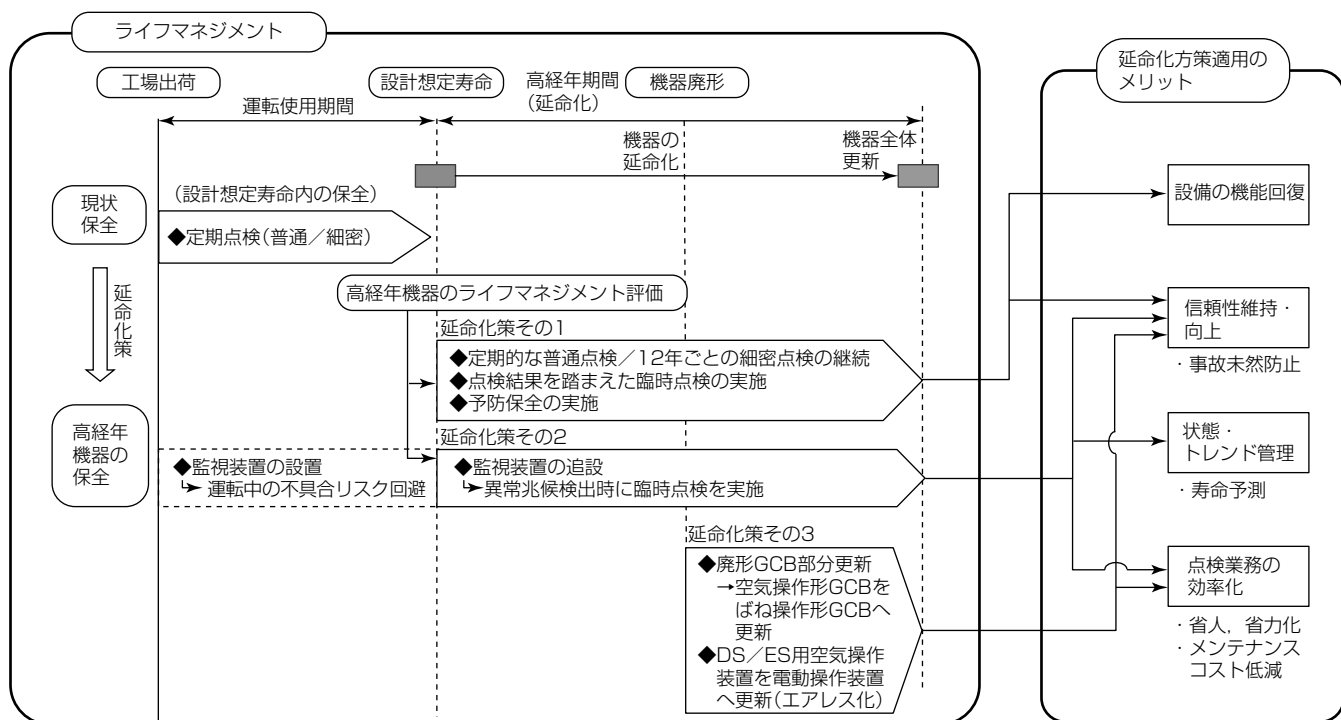 ライフマネジメント
工場出荷
設計想定寿命
高経年期間
（延命化）
機器廃形
運転使用期間
機器の
延命化
機器全体
更新
現状
保全
（設計想定寿命内の保全）
◆定期点検（普通／細密）
延命化策
高経年機器のライフマネジメント評価
延命化策その1
◆定期的な普通点検／12年ごとの細密点検の継続
◆点検結果を踏まえた臨時点検の実施
◆予防保全の実施
高経年
機器の
保全
◆監視装置の設置
運転中の不具合リスク回避
延命化策その2
◆監視装置の追設
異常兆候検出時に臨時点検を実施
延命化策その3
◆廃形GCB部分更新
→空気操作形GCBを
ばね操作形GCBへ
更新
◆DS／ES用空気操作
装置を電動操作装置
へ更新（エアレス化）
延命化方策適用の
メリット
設備の機能回復
信頼性維持・
向上
・事故未然防止
状態・
トレンド管理
・寿命予測
点検業務の
効率化
・省人，省力化
・メンテナンス
コスト低減